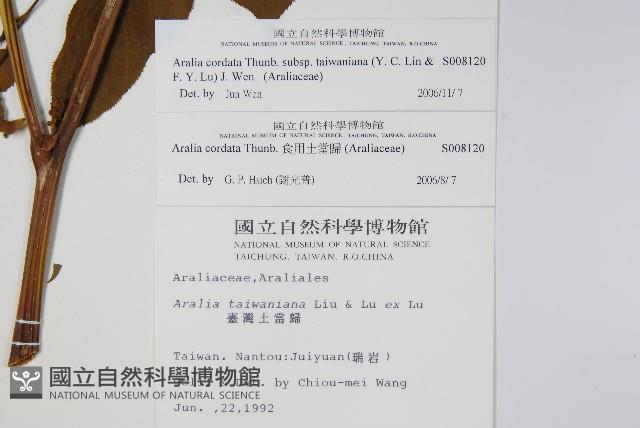 國立自然科學博物館
NATIONAL MUSEUM OF NATURAL SCIENCE, TAICHUNG, TAIWAN, R.O.CHINA
Aralia cordata Thunb. subsp. taiwaniana (Y. C. Lin & S008120
F. Y. Lu) J. Wen (Araliaceae)
Det. by Jun Wen 2006/11/7
國立自然科學博物館
NATIONAL MUSEUM OF NATURAL SCIENCE, TAICHUNG, TAIWAN, R.O.CHINA
Aralia cordata Thunb. 食用土當歸 (Araliaceae) S008120
Det. by G. P. Hsieh (謝光普) 2006/8/7
國立自然科學博物館
NATIONAL MUSEUM OF NATURAL SCIENCE
TAICHUNG, TAIWAN, R.O.CHINA
Araliaceae,Araliales
Aralia taiwaniana Liu & Lu ex Lu
臺灣土當歸
Taiwan. Nantou:Juiyuan(瑞岩)
by Chiou-mei Wang
Jun. ,22,1992
國立自然科學博物館
NATIONAL MUSEUM OF NATURAL SCIENCE